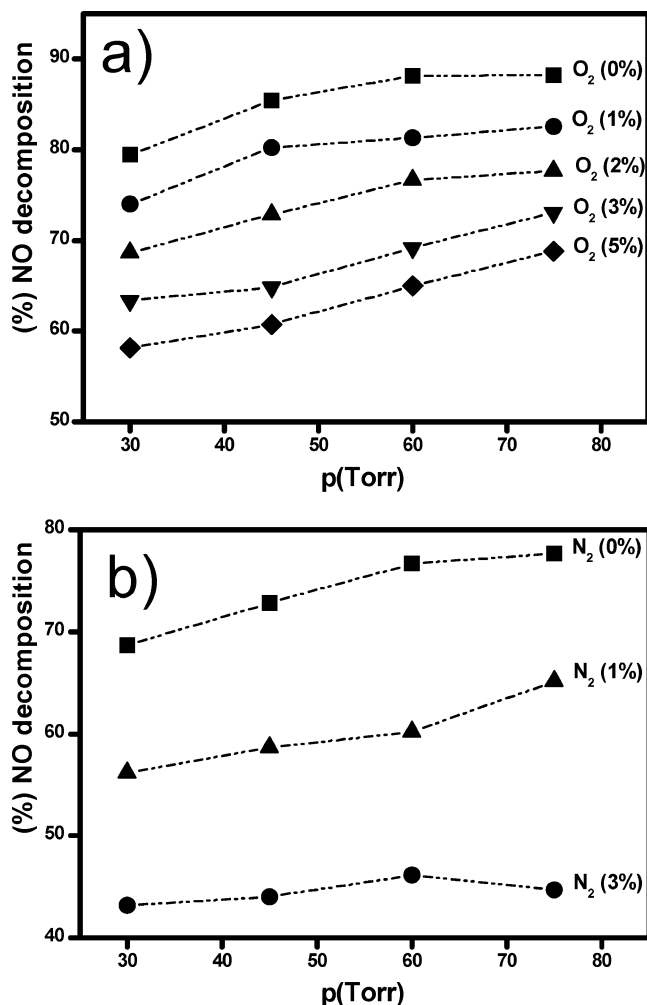 a)
90
80
70
60
50
(%) NO decomposition
O₂ (0%)
O₂ (1%)
O₂ (2%)
O₂ (3%)
O₂ (5%)
30 40 50 60 70 80
p(Torr)
b)
80
70
60
50
40
(%) NO decomposition
N₂ (0%)
N₂ (1%)
N₂ (3%)
30 40 50 60 70 80
p(Torr)